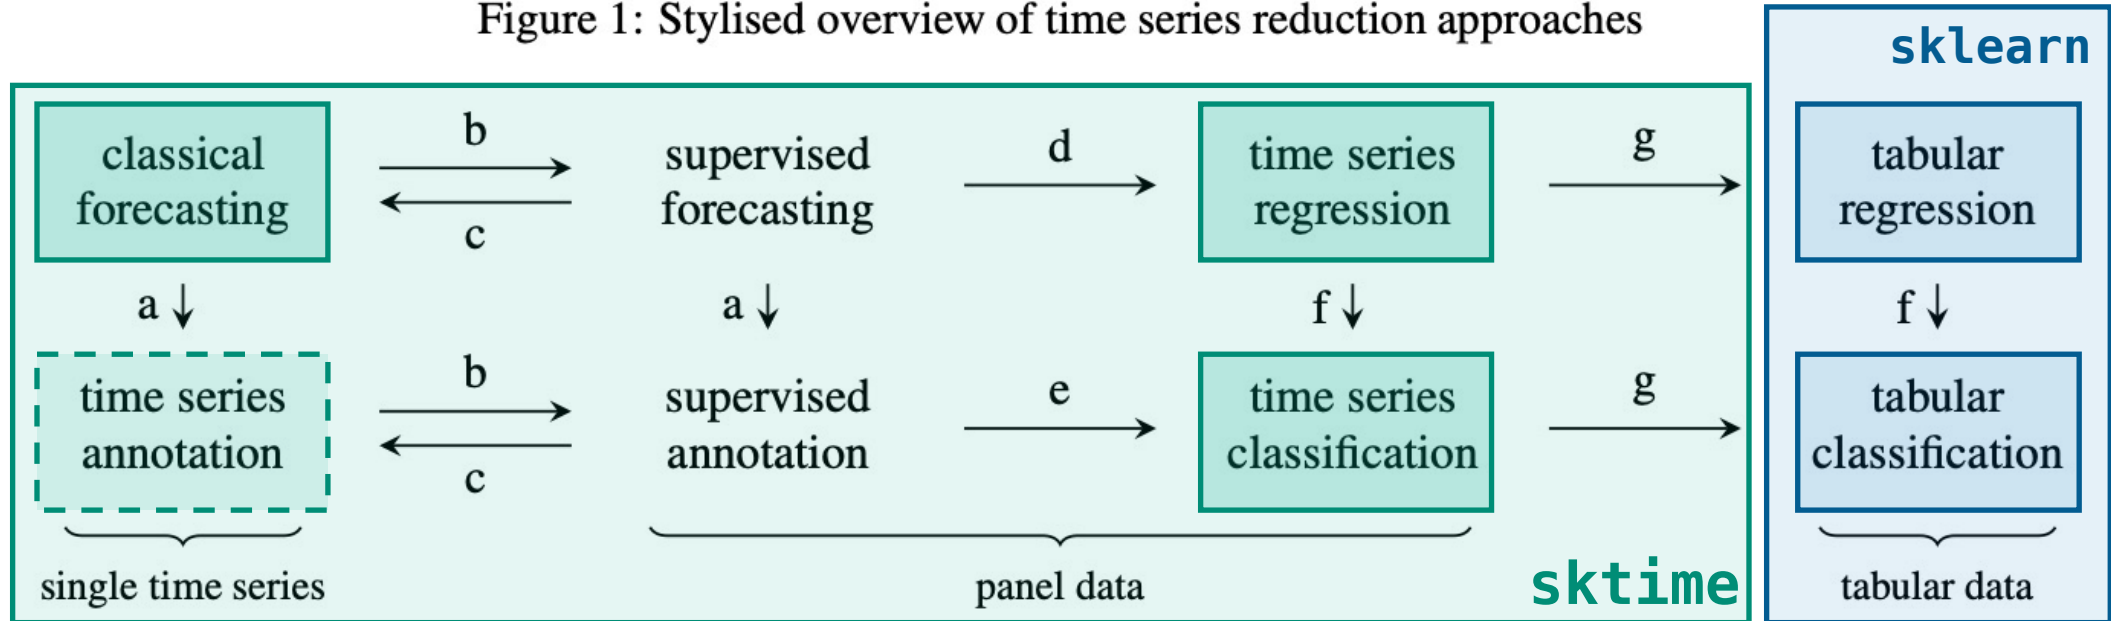 Figure 1: Stylised overview of time series reduction approaches
sklearn
classical
forecasting
b
c
supervised
forecasting
d
time series
regression
g
tabular
regression
a
a
f
f
time series
annotation
b
c
supervised
annotation
e
time series
classification
g
tabular
classification
single time series
panel data
sktime
tabular data